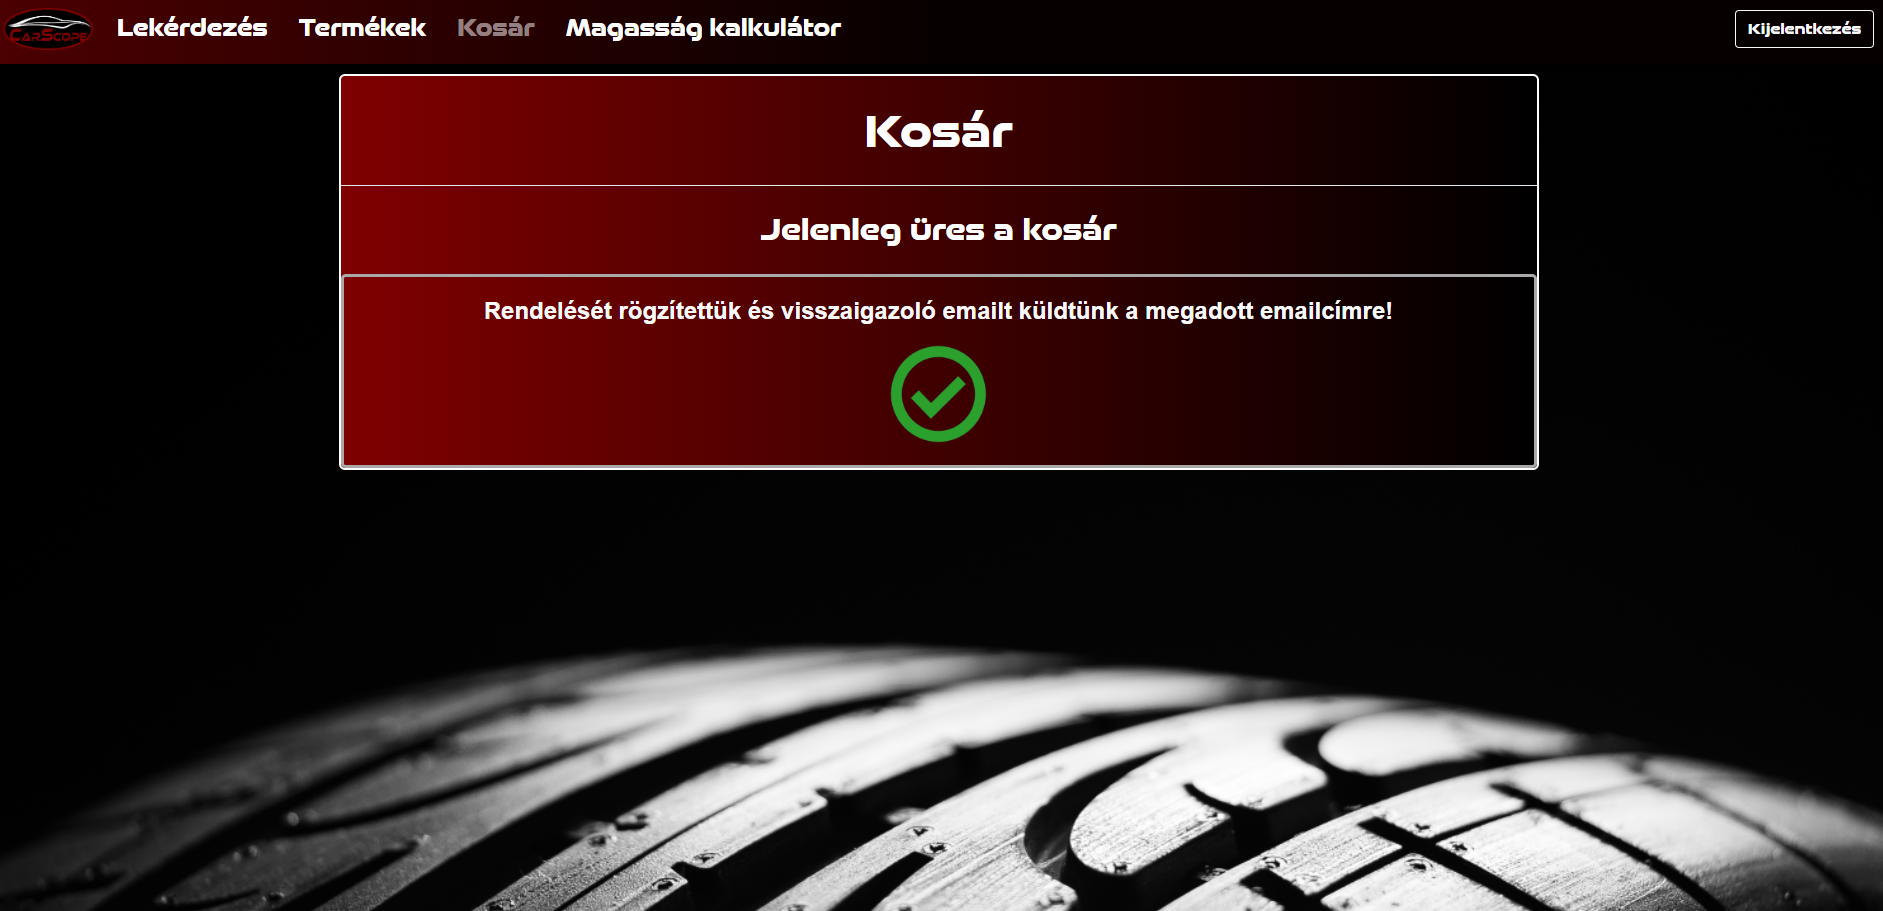 CarScope
Lekérdezés
Termékek
Kosár
Magasság kalkulátor
Kijelentkezés
Kosár
Jelenleg üres a kosár
Rendelését rögzítettük és visszaigazoló emailt küldtünk a megadott emailcímre!